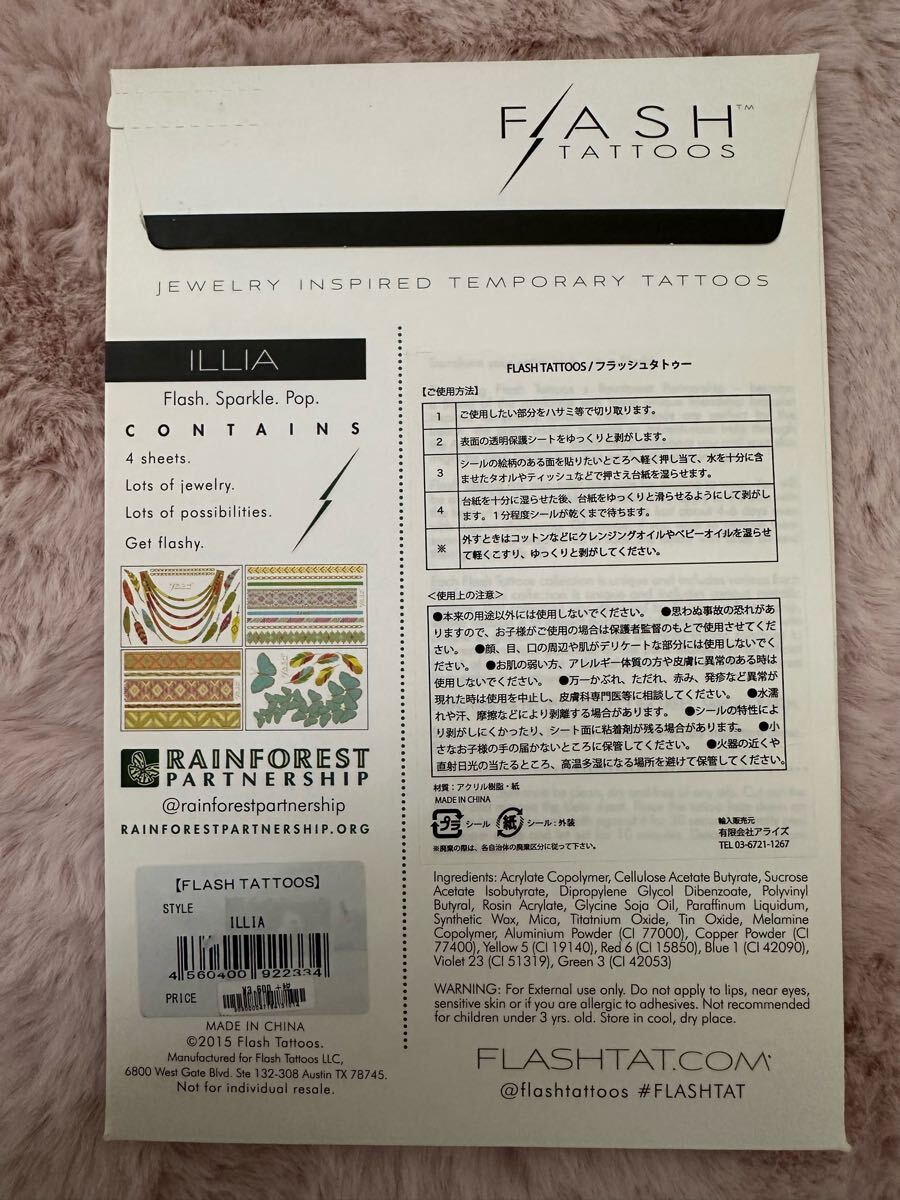 FLASH™
TATTOOS
JEWELRY INSPIRED TEMPORARY TATTOOS
ILLIA
Flash. Sparkle. Pop.
CONTAINS
4 sheets.
Lots of jewelry.
Lots of possibilities.
Get flashy.
RAINFOREST
PARTNERSHIP
@rainforestpartnership
RAINFORESTPARTNERSHIP.ORG
【FLASH TATTOOS】
STYLE
ILLIA
4 560400 922334
PRICE
MADE IN CHINA
©2015 Flash Tattoos.
Manufactured for Flash Tattoos LLC,
6800 West Gate Blvd. Ste 132-308 Austin TX 78745.
Not for individual resale.
FLASH TATTOOS/フラッシュタトゥー
【ご使用方法】
1 ご使用したい部分をハサミ等で切り取ります。
2 表面の透明保護シートをゆっくりと剥がします。
3 シールの絵柄のある面を貼りたいところへ軽く押し当て、水を十分に含
ませたタオルやティッシュなどで押さえ台紙を湿らせます。
4 台紙を十分に湿らせた後、台紙をゆっくりと滑らせるようにして剥がし
ます。1分程度シールが乾くまで待ちます。
※ 外すときはコットンなどにクレンジングオイルやベビーオイルを湿らせ
て軽くこすり、ゆっくりと剥がしてください。
＜使用上の注意＞
●本来の用途以外には使用しないでください。 ●思わぬ事故の恐れがあ
りますので、お子様がご使用の場合は保護者監督のもとで使用させてくだ
さい。 ●顔、目、口の周辺や肌がデリケートな部分には使用しないでく
ださい。 ●お肌の弱い方、アレルギー体質の方や皮膚に異常のある時は
使用しないでください。 ●万一かぶれ、ただれ、赤み、発疹など異常が
現れた時は使用を中止し、皮膚科専門医等に相談してください。 ●水濡
れや汗、摩擦などにより剥離する場合があります。 ●シールの特性によ
り剥がしにくかったり、シート面に粘着剤が残る場合があります。 ●小
さなお子様の手の届かないところに保管してください。 ●火器の近くや
直射日光の当たるところ、高温多湿になる場所を避けて保管してください。
材質：アクリル樹脂・紙
MADE IN CHINA
プラ シール 紙 シール：外装
※廃棄の際は、各自治体の廃棄区分に従って下さい。
輸入販売元
有限会社アライズ
TEL 03-6721-1267
Ingredients: Acrylate Copolymer, Cellulose Acetate Butyrate, Sucrose
Acetate Isobutyrate, Dipropylene Glycol Dibenzoate, Polyvinyl
Butyral, Rosin Acrylate, Glycine Soja Oil, Paraffinum Liquidum,
Synthetic Wax, Mica, Titatnium Oxide, Tin Oxide, Melamine
Copolymer, Aluminium Powder (CI 77000), Copper Powder (CI
77400), Yellow 5 (CI 19140), Red 6 (CI 15850), Blue 1 (CI 42090),
Violet 23 (CI 51319), Green 3 (CI 42053)
WARNING: For External use only. Do not apply to lips, near eyes,
sensitive skin or if you are allergic to adhesives. Not recommended
for children under 3 yrs. old. Store in cool, dry place.
FLASHTAT.COM
@flashtattoos #FLASHTAT